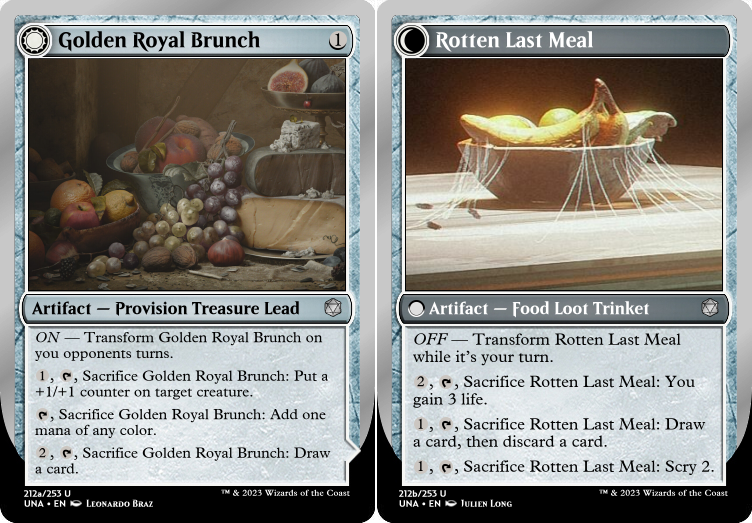 Golden Royal Brunch 1
Artifact — Provision Treasure Lead
ON — Transform Golden Royal Brunch on
you opponents turns.
1, , Sacrifice Golden Royal Brunch: Put a
+1/+1 counter on target creature.
, Sacrifice Golden Royal Brunch: Add one
mana of any color.
2, , Sacrifice Golden Royal Brunch: Draw
a card.
212a/253 U
UNA • EN Leonardo Braz
™ & 2023 Wizards of the Coast
Rotten Last Meal
Artifact — Food Loot Trinket
OFF — Transform Rotten Last Meal
while it's your turn.
2, , Sacrifice Rotten Last Meal: You
gain 3 life.
1, , Sacrifice Rotten Last Meal: Draw
a card, then discard a card.
1, , Sacrifice Rotten Last Meal: Scry 2.
212b/253 U
UNA • EN Julien Long
™ & 2023 Wizards of the Coast